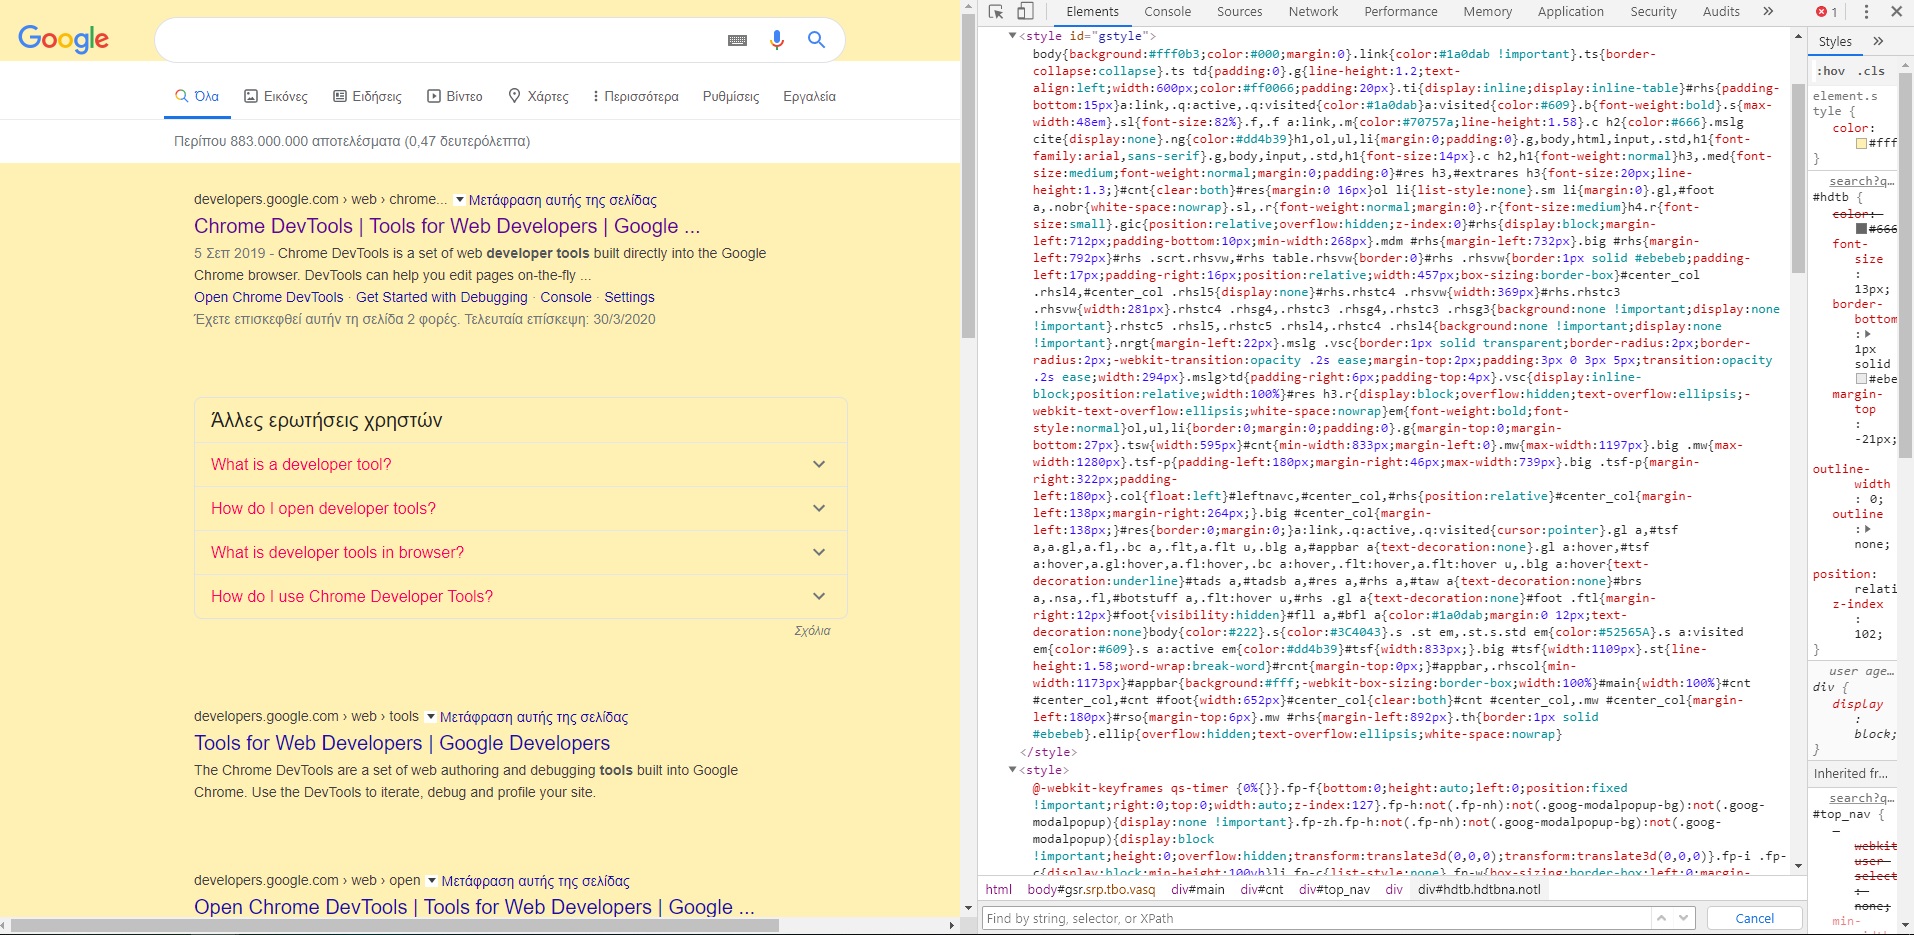 Google
Όλα
Εικόνες
Ειδήσεις
Βίντεο
Χάρτες
Περισσότερα
Ρυθμίσεις
Εργαλεία
Περίπου 883.000.000 αποτελέσματα (0,47 δευτερόλεπτα)
developers.google.com › web › chrome... Μετάφραση αυτής της σελίδας
Chrome DevTools | Tools for Web Developers | Google ...
5 Σεπ 2019 - Chrome DevTools is a set of web developer tools built directly into the Google
Chrome browser. DevTools can help you edit pages on-the-fly ...
Open Chrome DevTools · Get Started with Debugging · Console · Settings
Έχετε επισκεφθεί αυτήν τη σελίδα 2 φορές. Τελευταία επίσκεψη: 30/3/2020
Άλλες ερωτήσεις χρηστών
What is a developer tool?
How do I open developer tools?
What is developer tools in browser?
How do I use Chrome Developer Tools?
Σχόλια
developers.google.com › web › tools Μετάφραση αυτής της σελίδας
Tools for Web Developers | Google Developers
The Chrome DevTools are a set of web authoring and debugging tools built into Google
Chrome. Use the DevTools to iterate, debug and profile your site.
developers.google.com › web › open Μετάφραση αυτής της σελίδας
Open Chrome DevTools | Tools for Web Developers | Google ...
Elements Console Sources Network Performance Memory Application Security Audits » 1
<style id="gstyle">
body{background:#fff0b3;color:#000;margin:0}.link{color:#1a0dab !important}.ts{border-
collapse:collapse}.ts td{padding:0}.g{line-height:1.2;text-
align:left;width:600px;color:#ff0066;padding:20px}.ti{display:inline;display:inline-table}#rhs{padding-
bottom:15px}a:link,.q:active,.q:visited{color:#1a0dab}a:visited{color:#609}.b{font-weight:bold}.s{max-
width:48em}.sl{font-size:82%}.f,.f a:link,.m{color:#70757a;line-height:1.58}.c h2{color:#666}.mslg
cite{display:none}.ng{color:#dd4b39}h1,ol,ul,li{margin:0;padding:0}.g,body,html,input,.std,h1{font-
family:arial,sans-serif}.g,body,input,.std,h1{font-size:14px}.c h2,h1{font-weight:normal}h3,.med{font-
size:medium;font-weight:normal;margin:0;padding:0}#res h3,#extrares h3{font-size:20px;line-
height:1.3;}#cnt{clear:both}#res{margin:0 16px}ol li{list-style:none}.sm li{margin:0}.gl,#foot
a,.nobr{white-space:nowrap}.sl,.r{font-weight:normal;margin:0}.r{font-size:medium}h4.r{font-
size:small}.gic{position:relative;overflow:hidden;z-index:0}#rhs{display:block;margin-
left:712px;padding-bottom:10px;min-width:268px}.mdm #rhs{margin-left:732px}.big #rhs{margin-
left:792px}#rhs .scrt.rhsvw,#rhs table.rhsvw{border:0}#rhs .rhsvw{border:1px solid #ebebeb;padding-
left:17px;padding-right:16px;position:relative;width:457px;box-sizing:border-box}#center_col
.rhsl4,#center_col .rhsl5{display:none}#rhs.rhstc4 .rhsvw{width:369px}#rhs.rhstc3
.rhsvw{width:281px}.rhstc4 .rhsg4,.rhstc3 .rhsg4,.rhstc3 .rhsg3{background:none !important;display:none
!important}.rhstc5 .rhsl5,.rhstc5 .rhsl4,.rhstc4 .rhsl4{background:none !important;display:none
!important}.nrgt{margin-left:22px}.mslg .vsc{border:1px solid transparent;border-radius:2px;border-
radius:2px;-webkit-transition:opacity .2s ease;margin-top:2px;padding:3px 0 3px 5px;transition:opacity
.2s ease;width:294px}.mslg>td{padding-right:6px;padding-top:4px}.vsc{display:inline-
block;position:relative;width:100%}#res h3.r{display:block;overflow:hidden;text-overflow:ellipsis;-
webkit-text-overflow:ellipsis;white-space:nowrap}em{font-weight:bold;font-
style:normal}ol,ul,li{border:0;margin:0;padding:0}.g{margin-top:0;margin-
bottom:27px}.tsw{width:595px}#cnt{min-width:833px;margin-left:0}.mw{max-width:1197px}.big .mw{max-
width:1280px}.tsf-p{padding-left:180px;margin-right:46px;max-width:739px}.big .tsf-p{margin-
right:322px;padding-
left:180px}.col{float:left}#leftnavc,#center_col,#rhs{position:relative}#center_col{margin-
left:138px;margin-right:264px;}.big #center_col{margin-
left:138px;}#res{border:0;margin:0;}a:link,.q:active,.q:visited{cursor:pointer}.gl a,#tsf
a,a.gl,a.fl,.bc a,.flt,a.flt u,.blg a,#appbar a{text-decoration:none}.gl a:hover,#tsf
a:hover,a.gl:hover,a.fl:hover,.bc a:hover,.flt:hover,a.flt:hover u,.blg a:hover{text-
decoration:underline}#tads a,#tadsb a,#res a,#rhs a,#taw a{text-decoration:none}#brs
a,.nsa,.fl,#botstuff a,.flt:hover u,#rhs .gl a{text-decoration:none}#foot .ftl{margin-
right:12px}#foot{visibility:hidden}#fll a,#bfl a{color:#1a0dab;margin:0 12px;text-
decoration:none}body{color:#222}.s{color:#3C4043}.s .st em,.st.s.std em{color:#52565A}.s a:visited
em{color:#609}.s a:active em{color:#dd4b39}#tsf{width:833px;}.big #tsf{width:1109px}.st{line-
height:1.58;word-wrap:break-word}#rcnt{margin-top:0px;}#appbar,.rhscol{min-
width:1173px}#appbar{background:#fff;-webkit-box-sizing:border-box;width:100%}#main{width:100%}#cnt
#center_col,#cnt #foot{width:652px}#center_col{clear:both}#cnt #center_col,.mw #center_col{margin-
left:180px}#rso{margin-top:6px}.mw #rhs{margin-left:892px}.th{border:1px solid
#ebebeb}.ellip{overflow:hidden;text-overflow:ellipsis;white-space:nowrap}
</style>
<style>
@-webkit-keyframes qs-timer {0%{}}.fp-f{bottom:0;height:auto;left:0;position:fixed
!important;right:0;top:0;width:auto;z-index:127}.fp-h:not(.fp-nh):not(.goog-modalpopup-bg):not(.goog-
modalpopup){display:none !important}.fp-zh.fp-h:not(.fp-nh):not(.goog-modalpopup-bg):not(.goog-
modalpopup){display:block
!important;height:0;overflow:hidden;transform:translate3d(0,0,0);transform:translate3d(0,0,0)}.fp-i .fp-
c{display:block;min-height:100vh}li.fp-c{list-style:none}.fp-w{box-sizing:border-box;left:0;margin-
html body#gsr.srp.tbo.vasq div#main div#cnt div#top_nav div div#hdtb.hdtbna.notl
Find by string, selector, or XPath
Cancel
Styles »
:hov .cls
element.s
tyle {
color:
#fff
}
search?q…
#hdtb {
color:
#666
font-
size
:
13px;
border-
bottom
:
1px
solid
#ebe
margin-
top
:
-21px;
outline-
width
: 0;
outline
:
none;
position:
relati
z-index
:
102;
}
user age…
div {
display
:
block;
}
Inherited fr…
search?q…
#top_nav {
–
webkit
user-
select
:
none;
min-